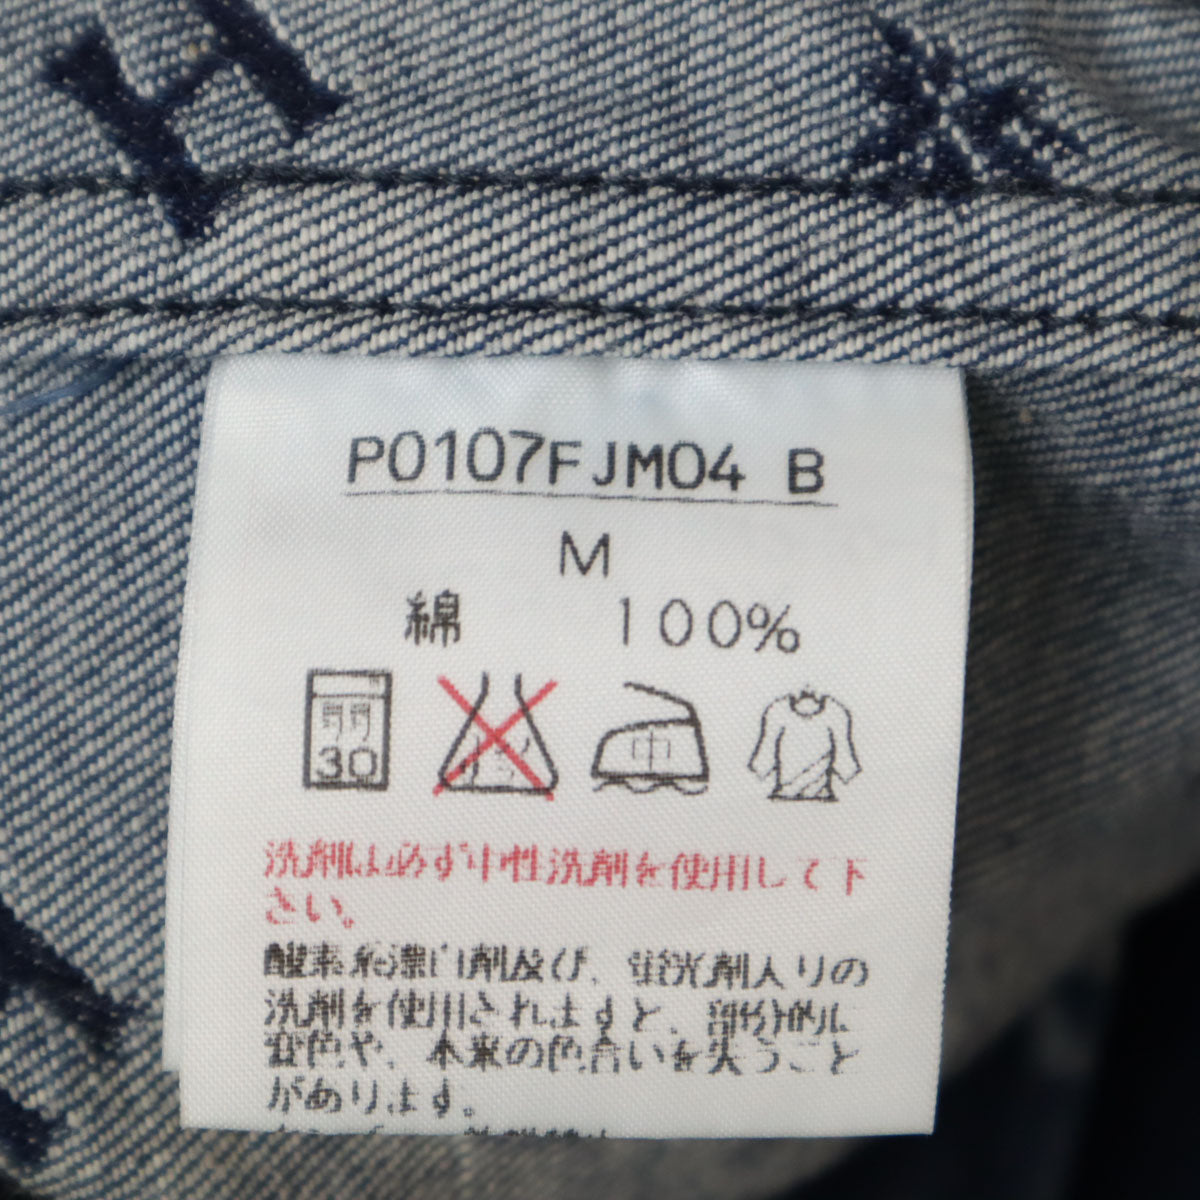 H
P0107FJM04 B
M
綿 100%
弱
30
中
洗剤は必ず中性洗剤を使用して下
さい。
酸素系漂白剤及び、蛍光剤入りの
洗剤を使用されますと、部分的に
変色や、本来の色合いを失うこと
があります。